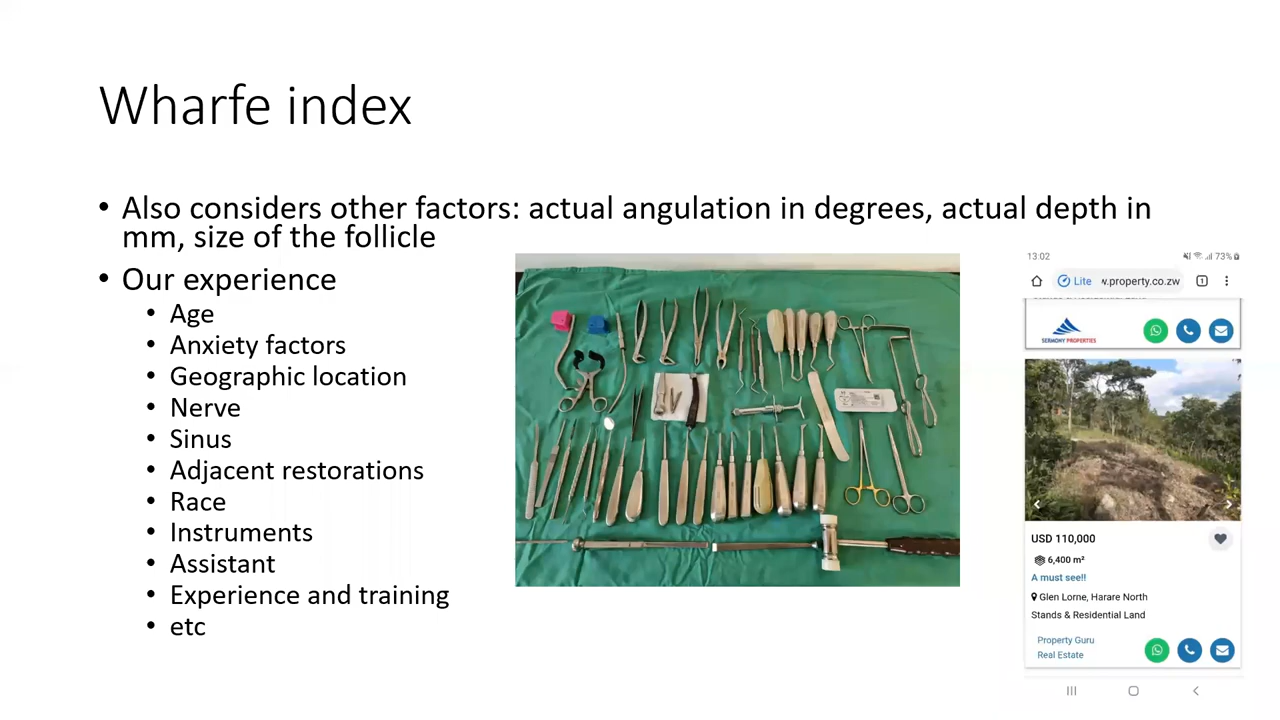 Wharfe index
• Also considers other factors: actual angulation in degrees, actual depth in
mm, size of the follicle
• Our experience
• Age
• Anxiety factors
• Geographic location
• Nerve
• Sinus
• Adjacent restorations
• Race
• Instruments
• Assistant
• Experience and training
• etc
13:02
73%
Lite
w.property.co.zw
1
SERMONY PROPERTIES
USD 110,000
6,400 m²
A must see!!
Glen Lorne, Harare North
Stands & Residential Land
Property Guru
Real Estate